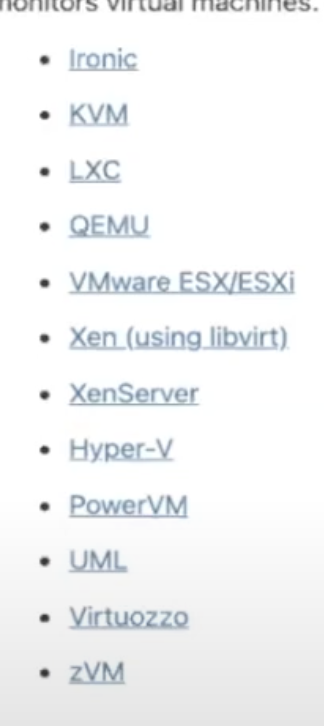 monitors virtual machines.
Ironic
KVM
LXC
QEMU
VMware ESX/ESXi
Xen (using libvirt)
XenServer
Hyper-V
PowerVM
UML
Virtuozzo
zVM